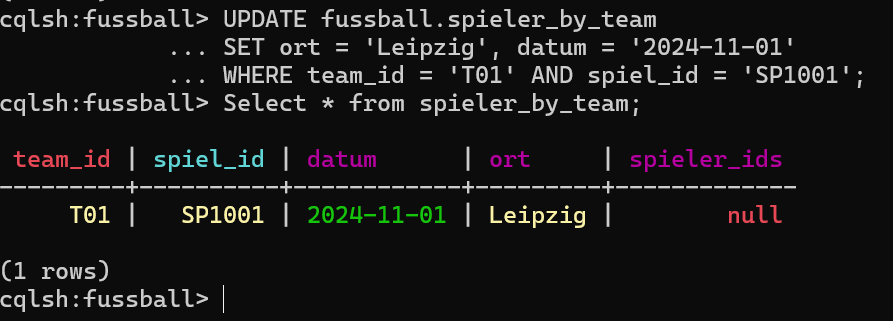 cqlsh:fussball> UPDATE fussball.spieler_by_team
... SET ort = 'Leipzig', datum = '2024-11-01'
... WHERE team_id = 'T01' AND spiel_id = 'SP1001';
cqlsh:fussball> Select * from spieler_by_team;
team_id | spiel_id | datum | ort | spieler_ids
---------+----------+------------+---------+-------------
T01 | SP1001 | 2024-11-01 | Leipzig | null
(1 rows)
cqlsh:fussball>